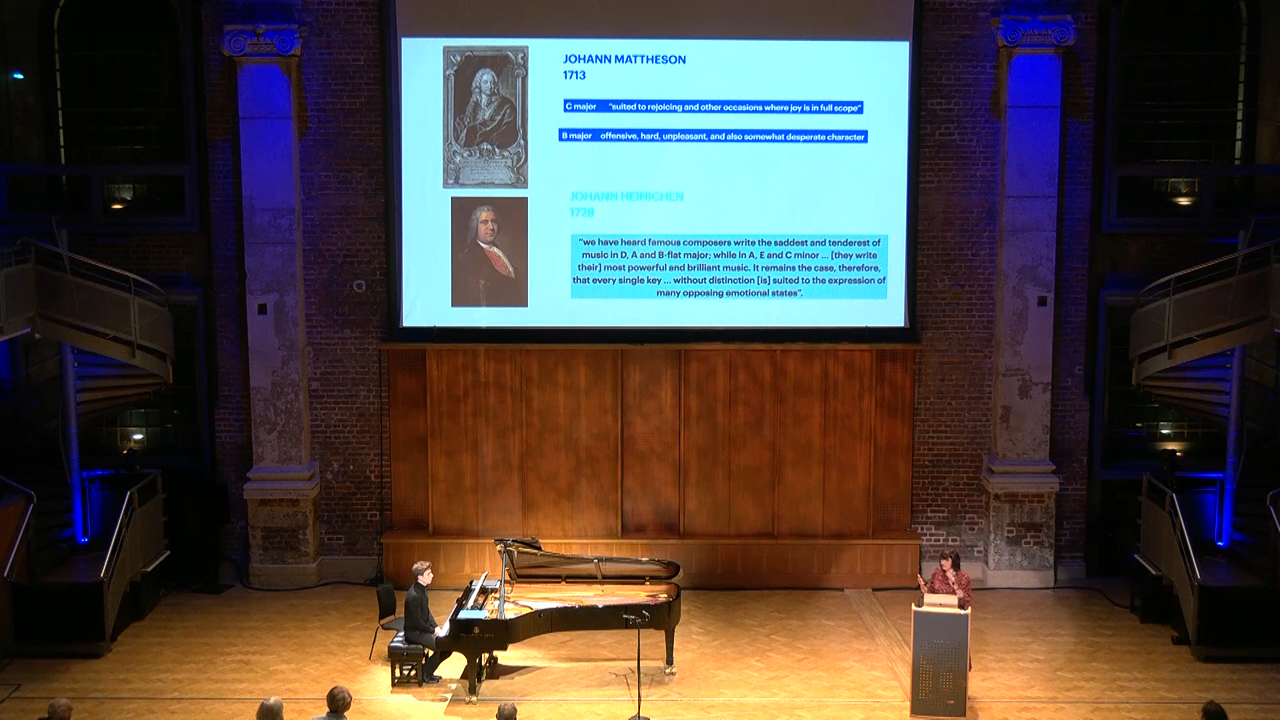 JOHANN MATTHESON
1713
C major "suited to rejoicing and other occasions where joy is in full scope"
B major offensive, hard, unpleasant, and also somewhat desperate character
JOHANN HEINICHEN
1728
"we have heard famous composers write the saddest and tenderest of
music in D, A and B-flat major; while in A, E and C minor ... [they write
their] most powerful and brilliant music. It remains the case, therefore,
that every single key ... without distinction [is] suited to the expression of
many opposing emotional states".